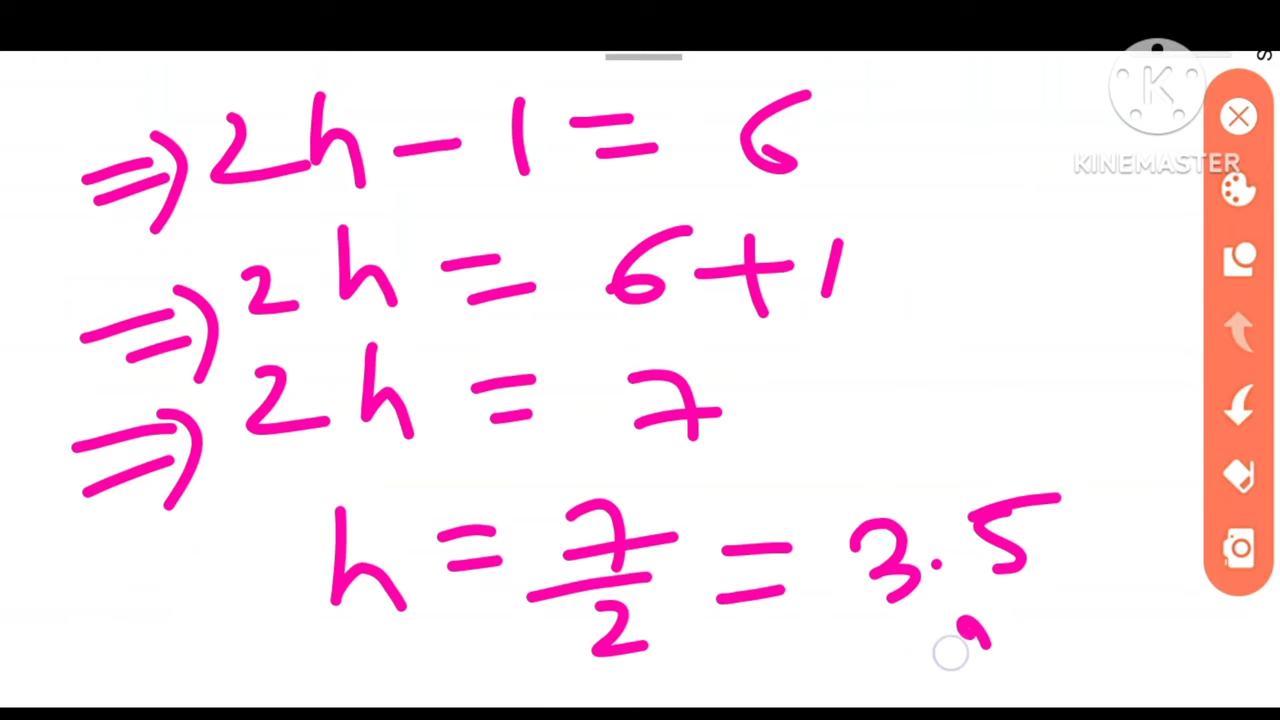 ⇒ 2h - 1 = 6
⇒ 2h = 6 + 1
⇒ 2h = 7
h = 7/2 = 3.5
KINEMASTER